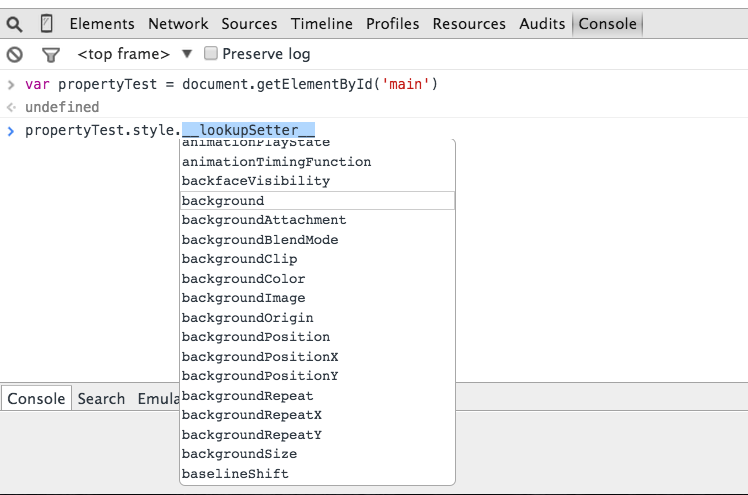 Elements Network Sources Timeline Profiles Resources Audits Console
<top frame> ▼ Preserve log
> var propertyTest = document.getElementById('main')
<· undefined
> propertyTest.style.__lookupSetter__
animationPlayState
animationTimingFunction
backfaceVisibility
background
backgroundAttachment
backgroundBlendMode
backgroundClip
backgroundColor
backgroundImage
backgroundOrigin
backgroundPosition
backgroundPositionX
backgroundPositionY
backgroundRepeat
backgroundRepeatX
backgroundRepeatY
backgroundSize
baselineShift
Console Search Emula